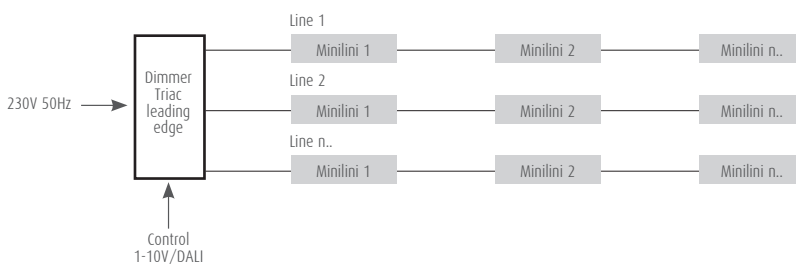 Line 1
Minilini 1 Minilini 2 Minilini n..
Line 2
Minilini 1 Minilini 2 Minilini n..
Line n..
Minilini 1 Minilini 2 Minilini n..
230V 50Hz
Dimmer
Triac
leading
edge
Control
1-10V/DALI